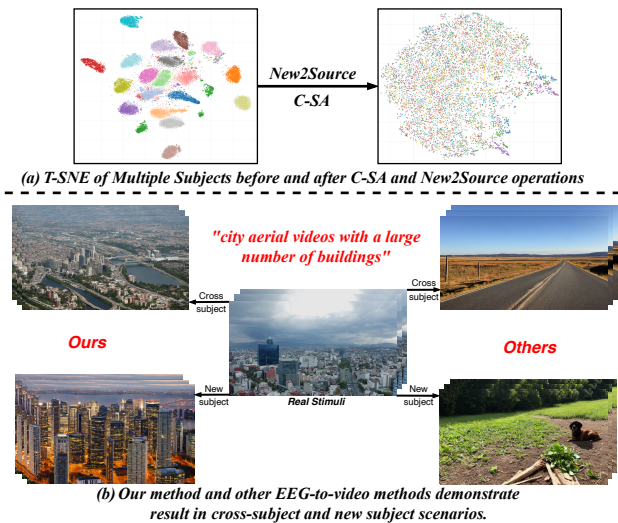 New2Source
C-SA
(a) T-SNE of Multiple Subjects before and after C-SA and New2Source operations
"city aerial videos with a large
number of buildings"
Cross
subject
Cross
subject
Ours
Others
New
subject
New
subject
Real Stimuli
(b) Our method and other EEG-to-video methods demonstrate
result in cross-subject and new subject scenarios.